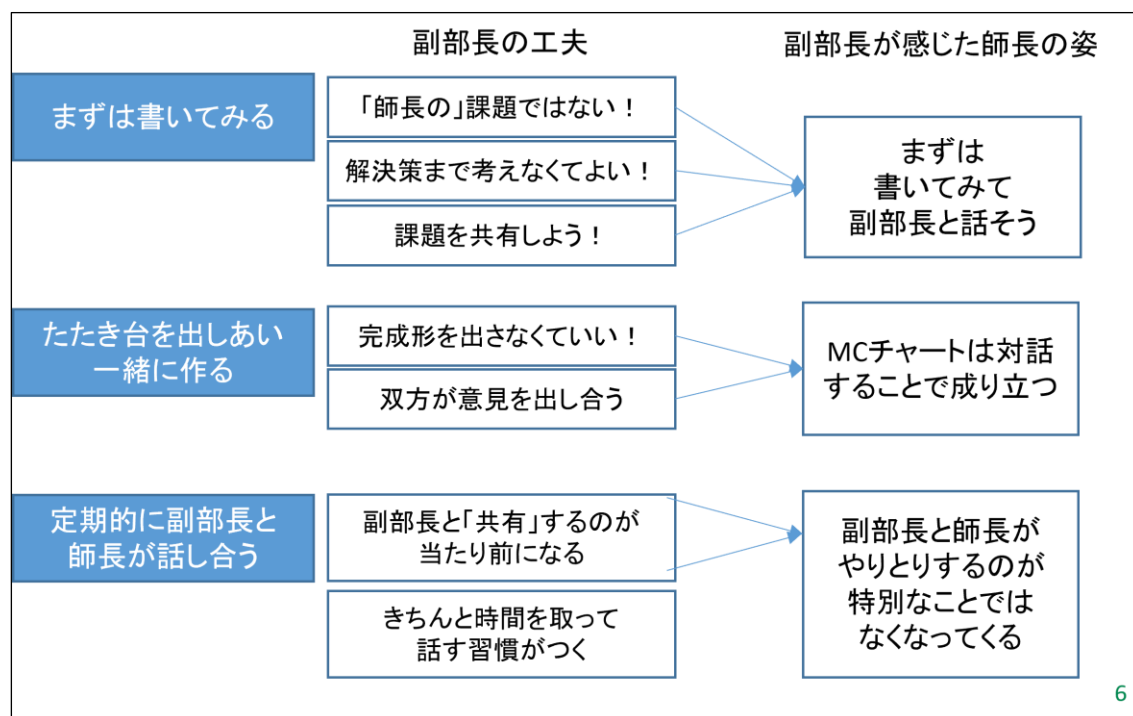 副部長の工夫
副部長が感じた師長の姿
まずは書いてみる
「師長の」課題ではない！
解決策まで考えなくてよい！
課題を共有しよう！
まずは
書いてみて
副部長と話そう
たたき台を出しあい
一緒に作る
完成形を出さなくていい！
双方が意見を出し合う
MCチャートは対話
することで成り立つ
定期的に副部長と
師長が話し合う
副部長と「共有」するのが
当たり前になる
きちんと時間を取って
話す習慣がつく
副部長と師長が
やりとりするのが
特別なことでは
なくなってくる
6